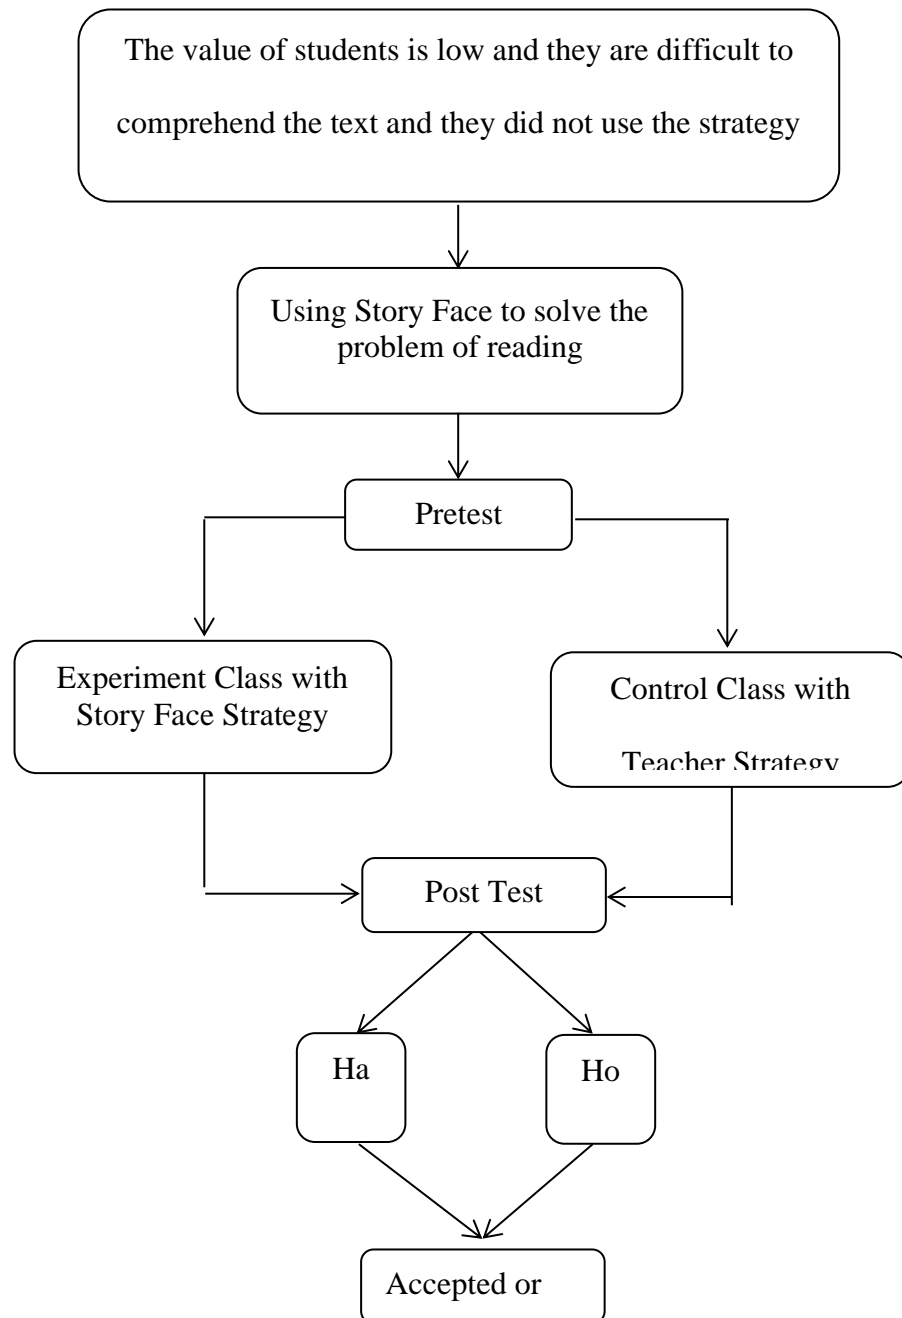 The value of students is low and they are difficult to
comprehend the text and they did not use the strategy
Using Story Face to solve the
problem of reading
Pretest
Experiment Class with
Story Face Strategy
Control Class with
Teacher Strategy
Post Test
Ha
Ho
Accepted or